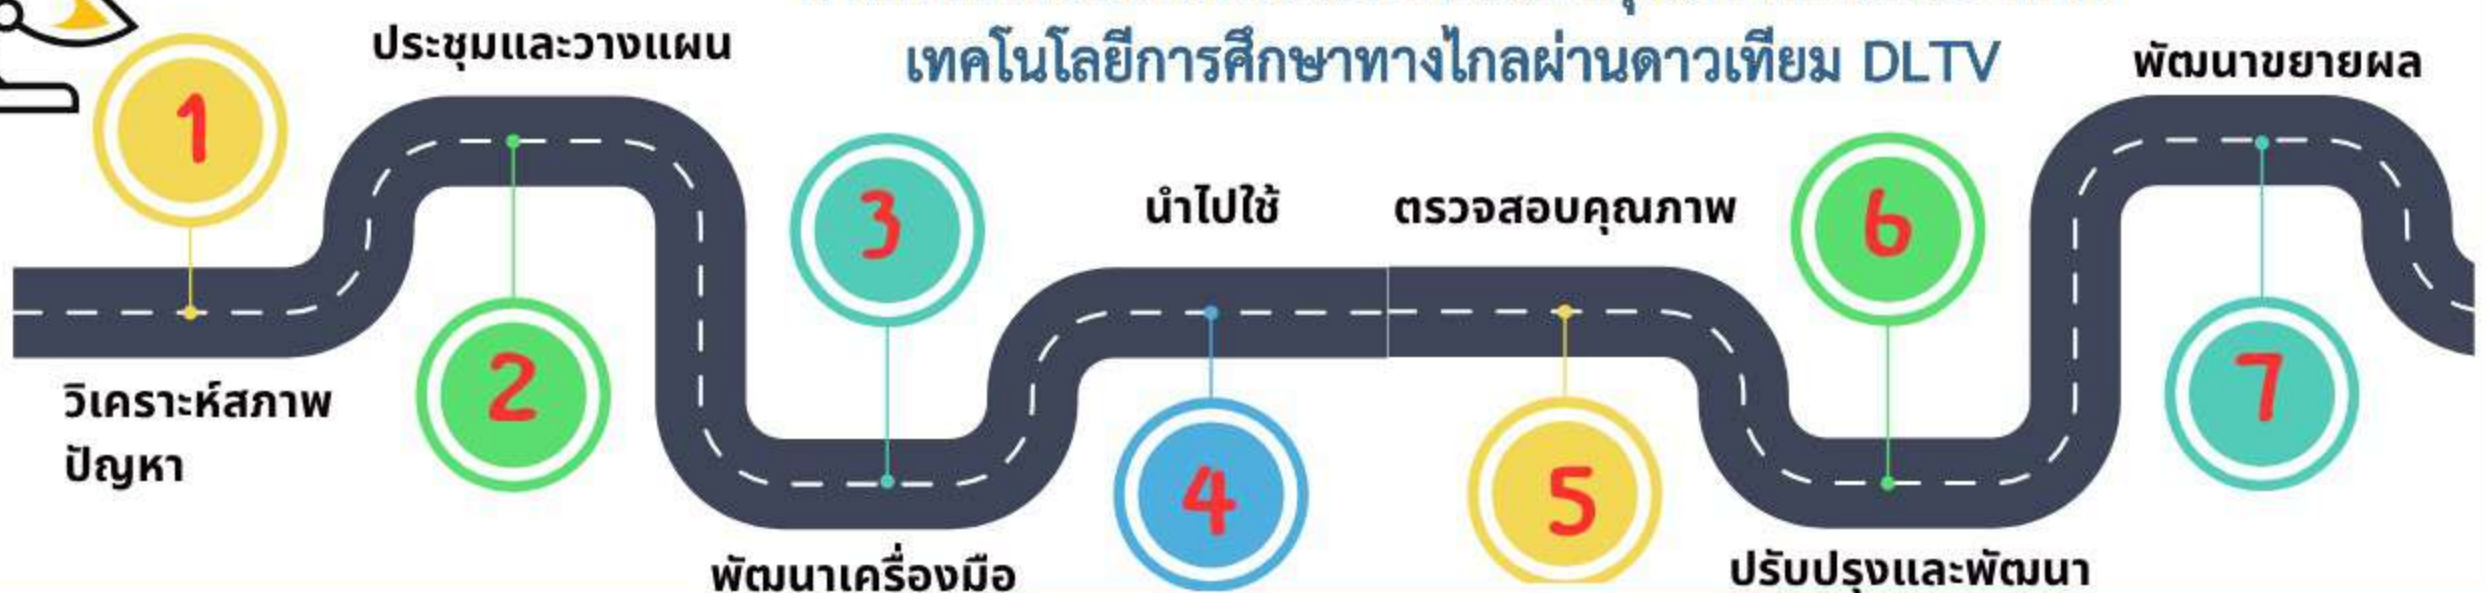 เทคโนโลยีการศึกษาทางไกลผ่านดาวเทียม DLTV
1
วิเคราะห์สภาพ
ปัญหา
ประชุมและวางแผน
2
3
พัฒนาเครื่องมือ
นำไปใช้
4
ตรวจสอบคุณภาพ
5
6
ปรับปรุงและพัฒนา
พัฒนาขยายผล
7